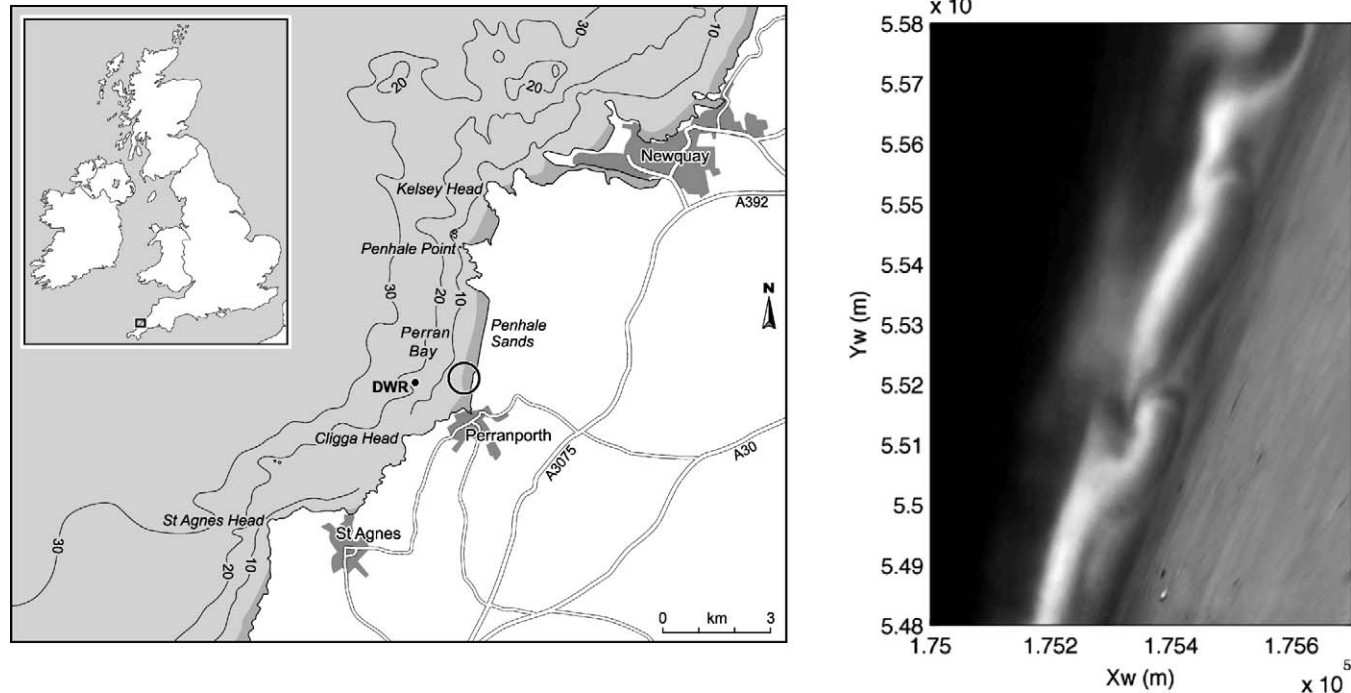 30
10
20
20
Newquay
Kelsey Head
A392
Penhale Point
30
20
10
N
Perran
Bay
Penhale
Sands
DWR
Cligga Head
Perranporth
A3075
A30
St Agnes Head
St Agnes
30
20
10
0 km 3
x 10
5.58
5.57
5.56
5.55
5.54
5.53
5.52
5.51
5.5
5.49
5.48
Yw (m)
1.75 1.752 1.754 1.756
Xw (m)
x 10 5